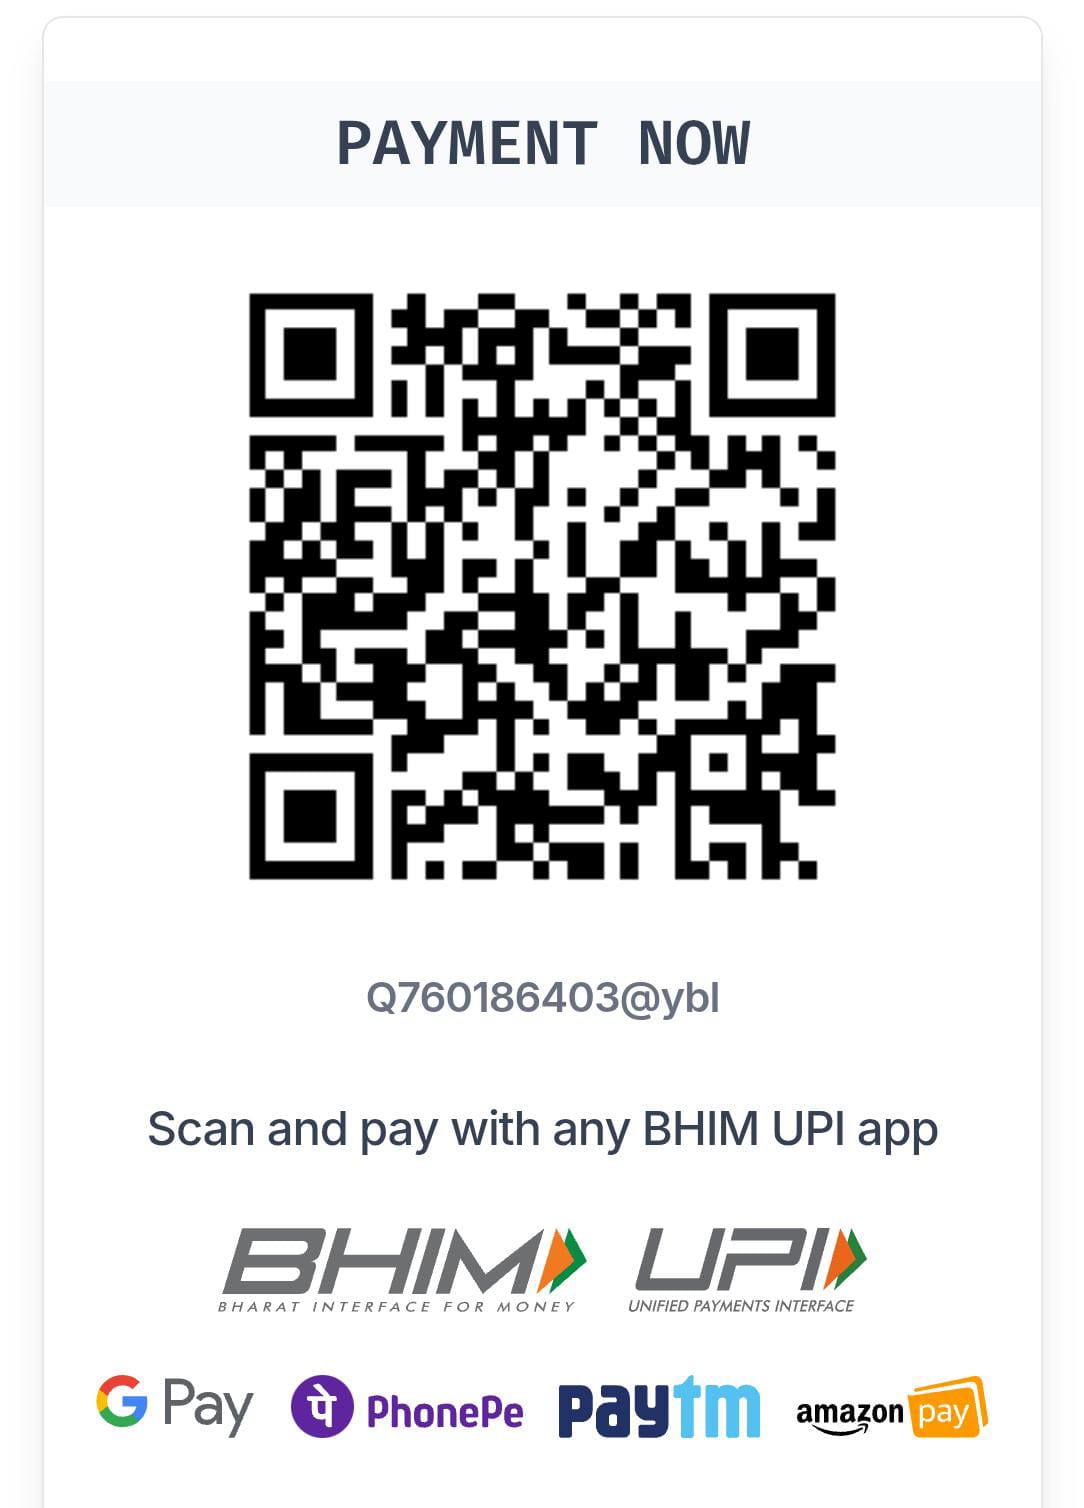 PAYMENT NOW
Q760186403@ybl
Scan and pay with any BHIM UPI app
BHIM UPI
BHARAT INTERFACE FOR MONEY UNIFIED PAYMENTS INTERFACE
G Pay पे PhonePe paytm amazon pay